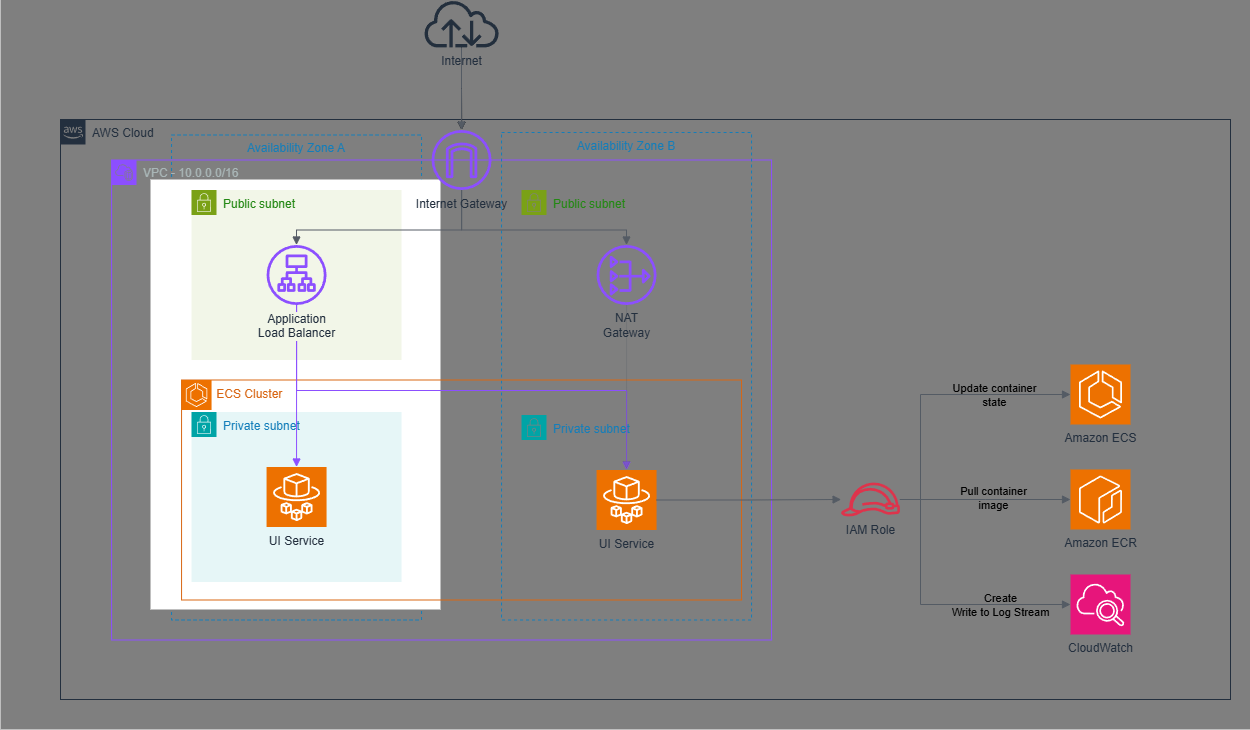 Internet
aws
AWS Cloud
Availability Zone A
Availability Zone B
VPC - 10.0.0.0/16
Public subnet
Internet Gateway
Public subnet
Application
Load Balancer
NAT
Gateway
ECS Cluster
Private subnet
Private subnet
UI Service
UI Service
IAM Role
Update container
state
Amazon ECS
Pull container
image
Amazon ECR
Create
Write to Log Stream
CloudWatch